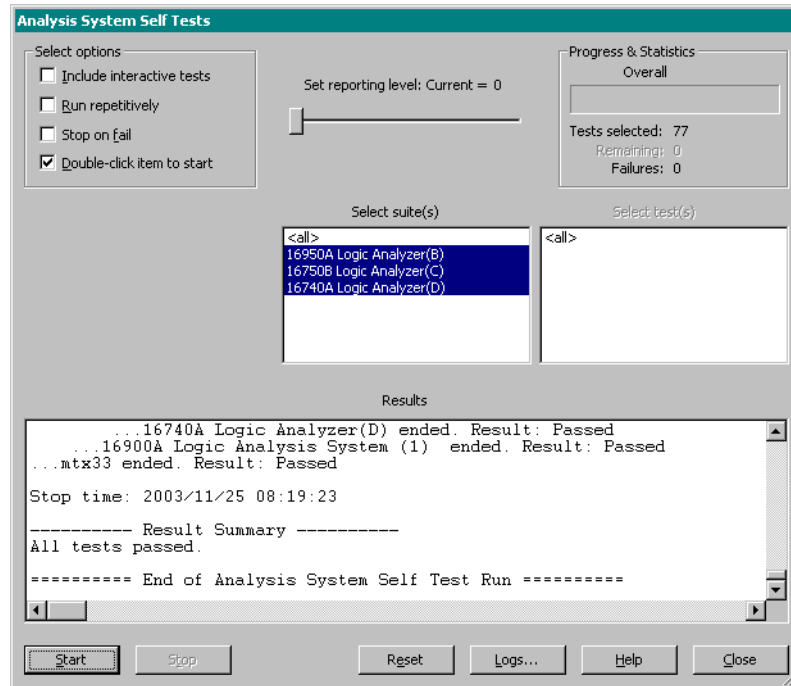 Analysis System Self Tests
Select options
Include interactive tests
Run repetitively
Stop on fail
Double-click item to start
Set reporting level: Current = 0
Progress & Statistics
Overall
Tests selected: 77
Remaining: 0
Failures: 0
Select suite(s)
<all>
16950A Logic Analyzer(B)
16750B Logic Analyzer(C)
16740A Logic Analyzer(D)
Select test(s)
<all>
Results
...16740A Logic Analyzer(D) ended. Result: Passed
...16900A Logic Analysis System (1)  ended. Result: Passed
...mtx33 ended. Result: Passed
Stop time: 2003/11/25 08:19:23
---------- Result Summary ----------
All tests passed.
========== End of Analysis System Self Test Run ==========
Start
Stop
Reset
Logs...
Help
Close